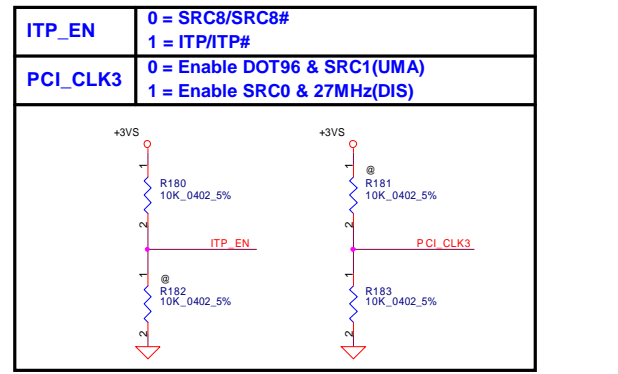 ITP_EN
0 = SRC8/SRC8#
1 = ITP/ITP#
PCI_CLK3
0 = Enable DOT96 & SRC1(UMA)
1 = Enable SRC0 & 27MHz(DIS)
+3VS
+3VS
1
R180
10K_0402_5%
2
1
@
R181
10K_0402_5%
2
ITP_EN
PCI_CLK3
1
@
R182
10K_0402_5%
2
1
R183
10K_0402_5%
2